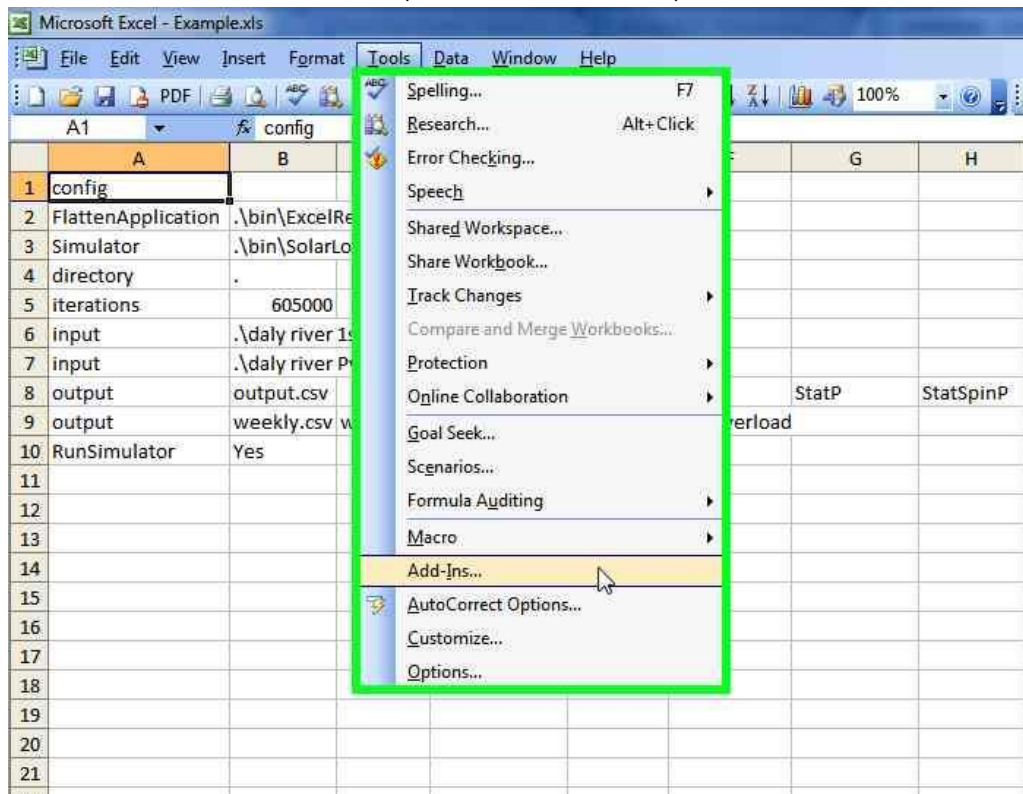 Microsoft Excel - Example.xls
File Edit View Insert Format Tools Data Window Help
PDF 100%
A1 fx config
A B G H
1 config
2 FlattenApplication .\bin\ExcelRe
3 Simulator .\bin\SolarLo
4 directory .
5 iterations 605000
6 input .\daly river 1s
7 input .\daly river P
8 output output.csv StatP StatSpinP
9 output weekly.csv w erload
10 RunSimulator Yes
11
12
13
14
15
16
17
18
19
20
21
Spelling... F7
Research... Alt+Click
Error Checking...
Speech
Shared Workspace...
Share Workbook...
Track Changes
Compare and Merge Workbooks...
Protection
Online Collaboration
Goal Seek...
Scenarios...
Formula Auditing
Macro
Add-Ins...
AutoCorrect Options...
Customize...
Options...